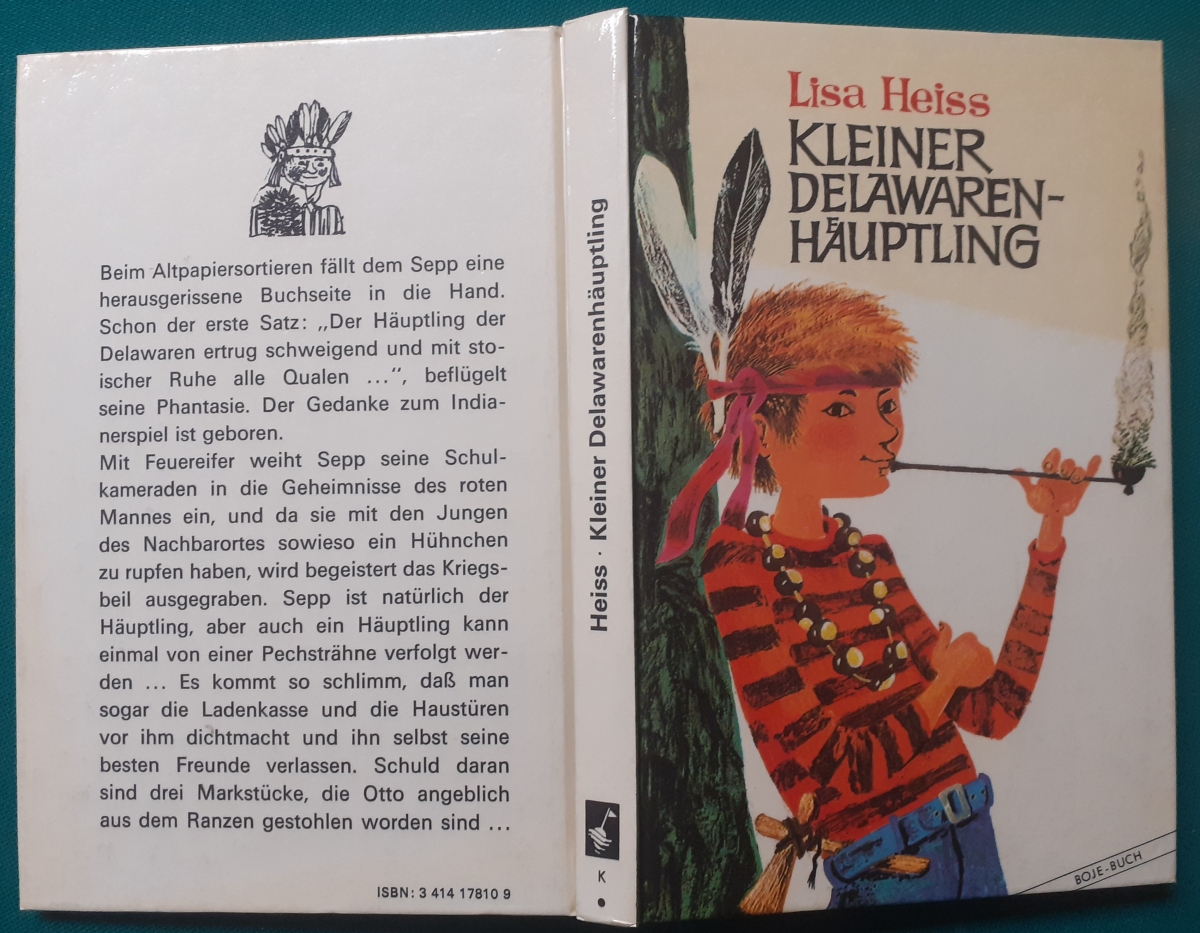 Beim Altpapiersortieren fällt dem Sepp eine
herausgerissene Buchseite in die Hand.
Schon der erste Satz: „Der Häuptling der
Delawaren ertrug schweigend und mit sto-
ischer Ruhe alle Qualen ...“, beflügelt
seine Phantasie. Der Gedanke zum India-
nerspiel ist geboren.
Mit Feuereifer weiht Sepp seine Schul-
kameraden in die Geheimnisse des roten
Mannes ein, und da sie mit den Jungen
des Nachbarortes sowieso ein Hühnchen
zu rupfen haben, wird begeistert das Kriegs-
beil ausgegraben. Sepp ist natürlich der
Häuptling, aber auch ein Häuptling kann
einmal von einer Pechsträhne verfolgt wer-
den ... Es kommt so schlimm, daß man
sogar die Ladenkasse und die Haustüren
vor ihm dichtmacht und ihn selbst seine
besten Freunde verlassen. Schuld daran
sind drei Markstücke, die Otto angeblich
aus dem Ranzen gestohlen worden sind ...
ISBN: 3 414 17810 9
Heiss · Kleiner Delawarenhäuptling
K
Lisa Heiss
KLEINER
DELAWAREN-
HÄUPTLING
BOJE-BUCH